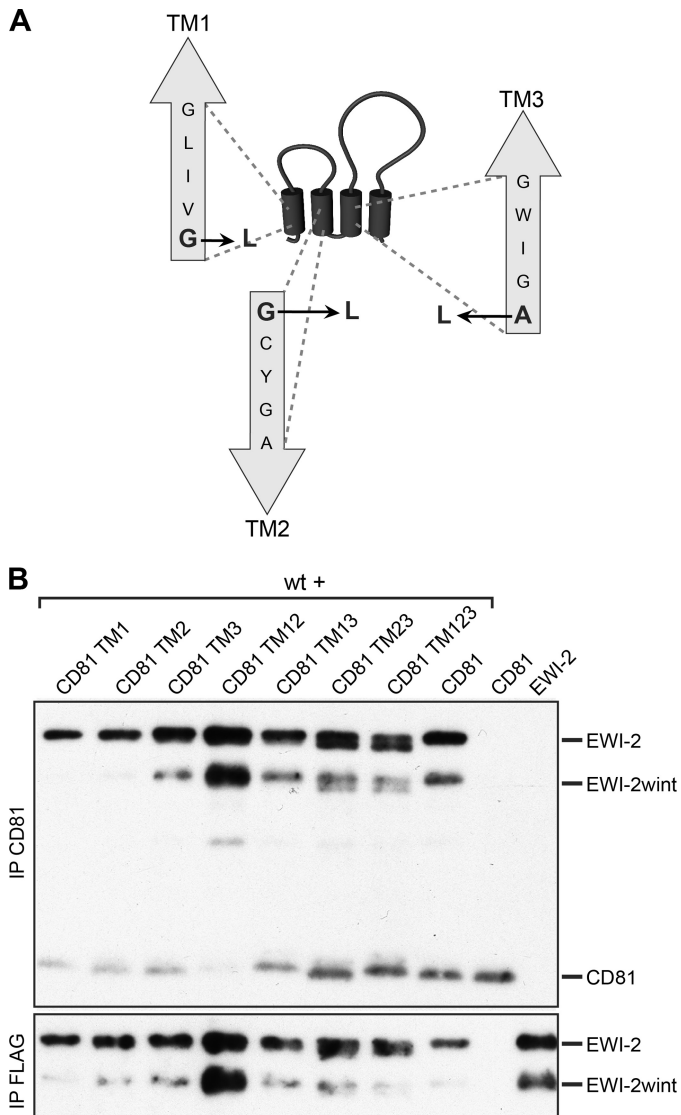 A
TM1
G
L
I
V
G L
TM3
G
W
I
G
L A
G L
C
Y
G
A
TM2
B
wt +
CD81 TM1
CD81 TM2
CD81 TM3
CD81 TM12
CD81 TM13
CD81 TM23
CD81 TM123
CD81
CD81
EWI-2
IP CD81
EWI-2
EWI-2wint
CD81
IP FLAG
EWI-2
EWI-2wint